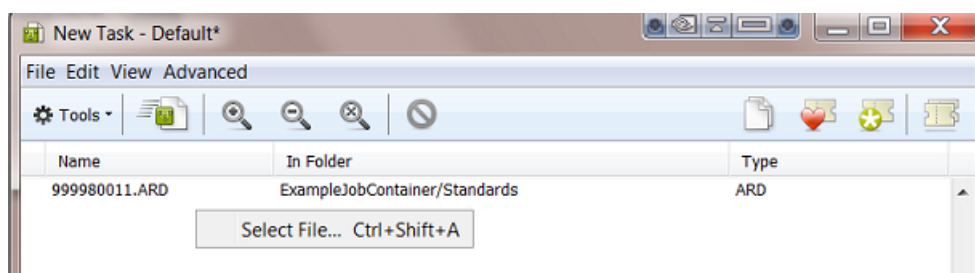 New Task - Default*
File Edit View Advanced
Tools
Name In Folder Type
999980011.ARD ExampleJobContainer/Standards ARD
Select File... Ctrl+Shift+A